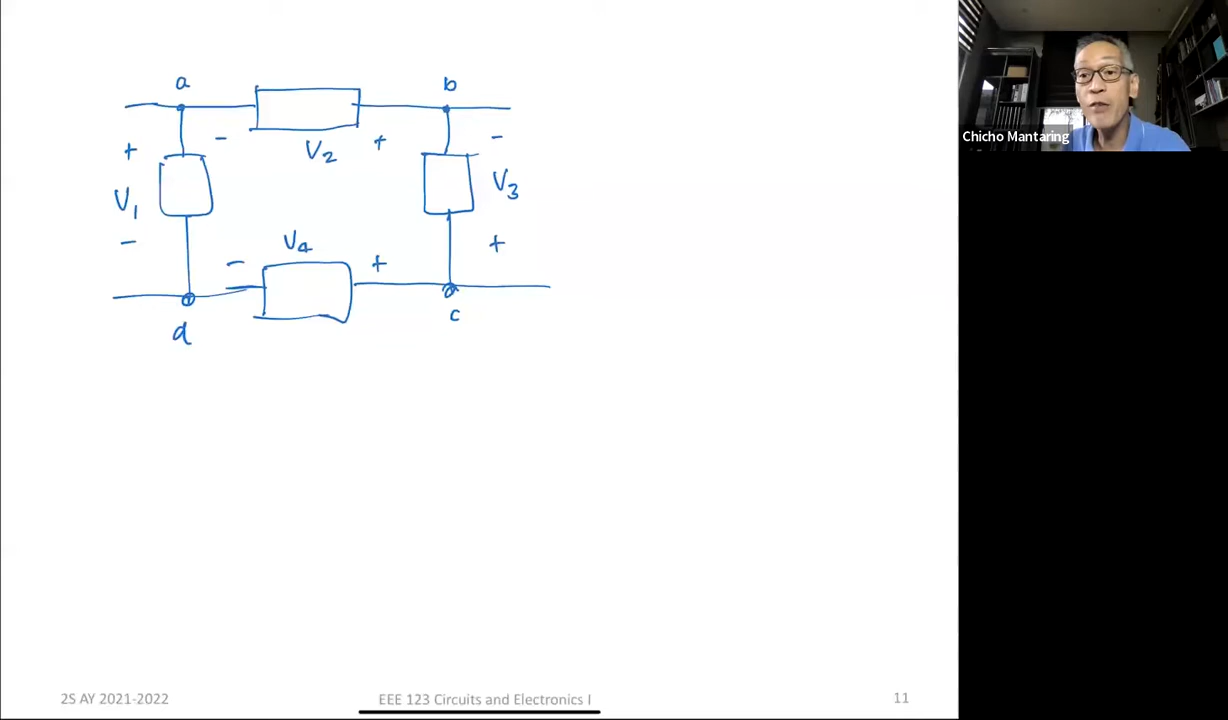 a
b
- V2 + -
+
V1
V3
-
V4
- +
+
d
c
Chicho Mantaring
2S AY 2021-2022
EEE 123 Circuits and Electronics I
11